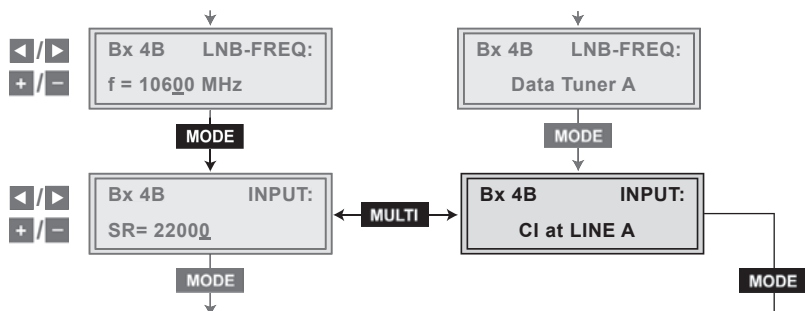 ◄/► Bx 4B LNB-FREQ:
+/− f = 10600 MHz
Bx 4B LNB-FREQ:
Data Tuner A
MODE
MODE
◄/► Bx 4B INPUT:
+/− SR= 22000
MULTI
Bx 4B INPUT:
CI at LINE A
MODE
MODE